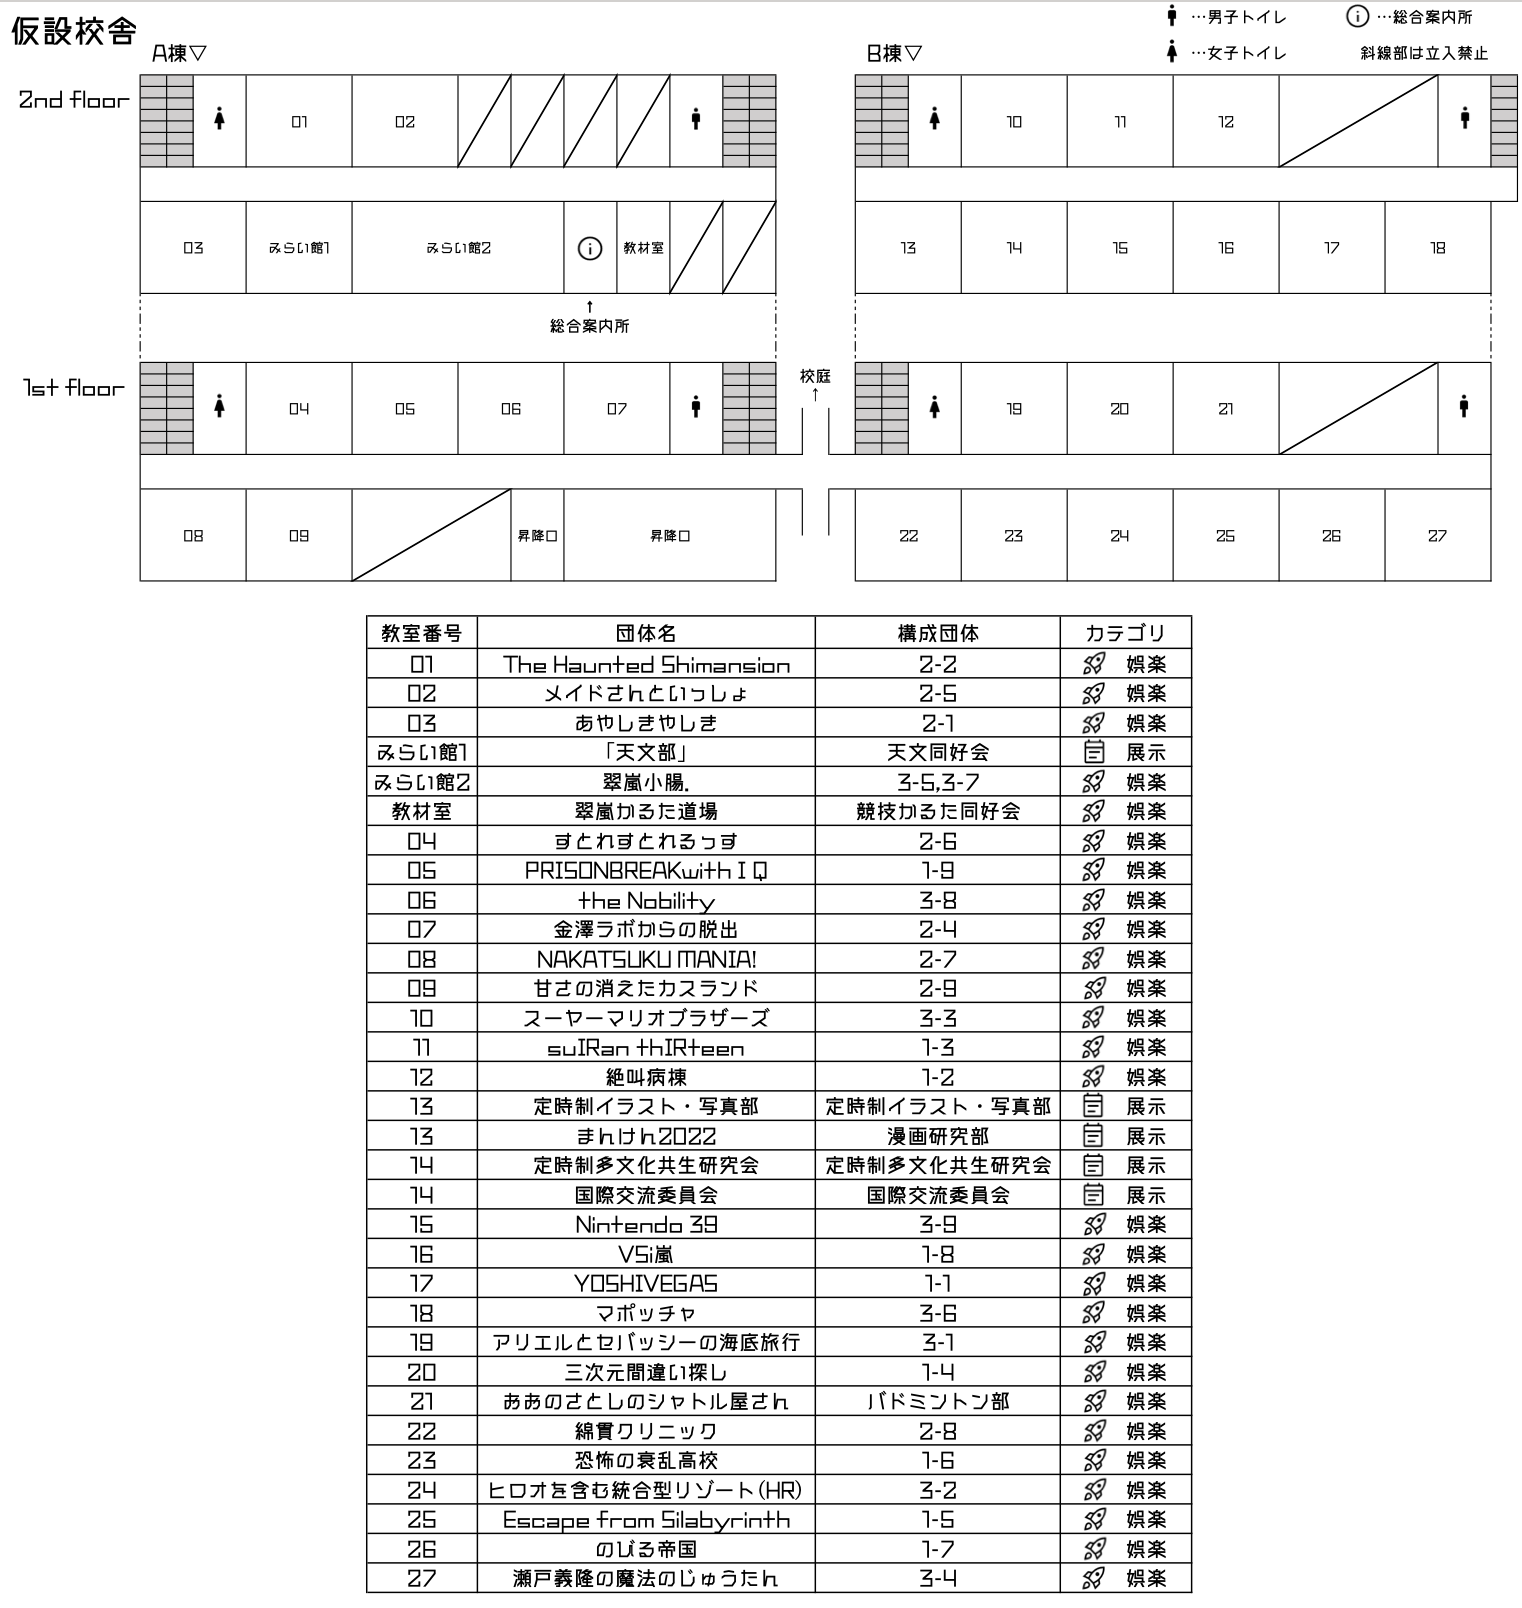 仮設校舎
…男子トイレ
…総合案内所
…女子トイレ
斜線部は立入禁止
A棟▽
B棟▽
2nd floor
01 02
10 11 12
03 みらい館1 みらい館2 教材室
13 14 15 16 17 18
↑
総合案内所
1st floor
校庭
↑
04 05 06 07
19 20 21
08 09 昇降口 昇降口
22 23 24 25 26 27
教室番号 団体名 構成団体 カテゴリ
01 The Haunted Shimansion 2-2 娯楽
02 メイドさんといっしょ 2-5 娯楽
03 あやしきやしき 2-1 娯楽
みらい館1 「天文部」 天文同好会 展示
みらい館2 翠嵐小腸. 3-5,3-7 娯楽
教材室 翠嵐かるた道場 競技かるた同好会 娯楽
04 すとれすとれるっす 2-6 娯楽
05 PRISONBREAKwith I Q 1-9 娯楽
06 the Nobility 3-8 娯楽
07 金澤ラボからの脱出 2-4 娯楽
08 NAKATSUKU MANIA! 2-7 娯楽
09 甘さの消えたカスランド 2-9 娯楽
10 スーヤーマリオブラザーズ 3-3 娯楽
11 suIRan thIRteen 1-3 娯楽
12 絶叫病棟 1-2 娯楽
13 定時制イラスト・写真部 定時制イラスト・写真部 展示
13 まんけん2022 漫画研究部 展示
14 定時制多文化共生研究会 定時制多文化共生研究会 展示
14 国際交流委員会 国際交流委員会 展示
15 Nintendo 39 3-9 娯楽
16 VSi嵐 1-8 娯楽
17 YOSHIVEGAS 1-1 娯楽
18 マポッチャ 3-6 娯楽
19 アリエルとセバッシーの海底旅行 3-1 娯楽
20 三次元間違い探し 1-4 娯楽
21 ああのさとしのシャトル屋さん バドミントン部 娯楽
22 綿貫クリニック 2-8 娯楽
23 恐怖の衰乱高校 1-6 娯楽
24 ヒロオを含む統合型リゾート(HR) 3-2 娯楽
25 Escape from Silabyrinth 1-5 娯楽
26 のびる帝国 1-7 娯楽
27 瀬戸義隆の魔法のじゅうたん 3-4 娯楽